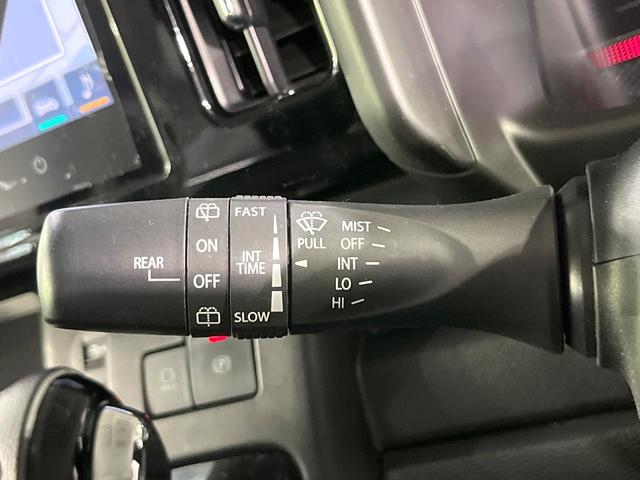 REAR
ON
OFF
FAST
INT
TIME
SLOW
PULL
MIST
OFF
INT
LO
HI